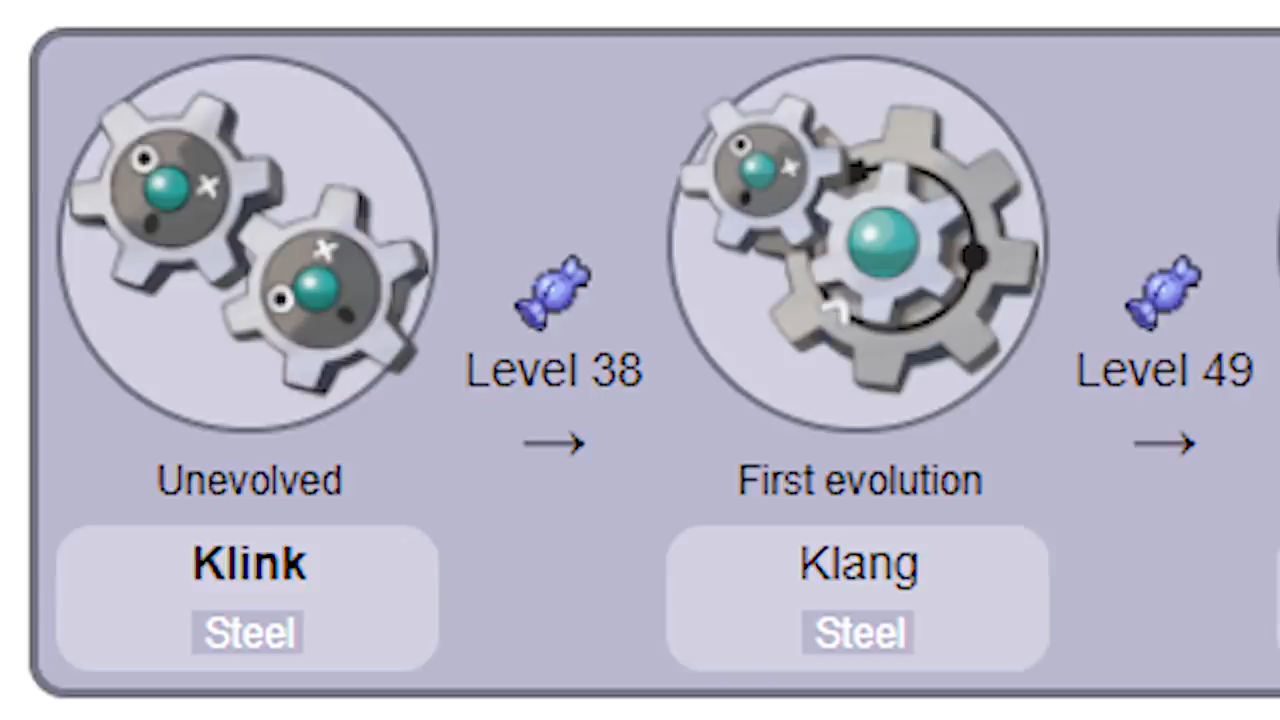 Level 38
→
Level 49
→
Unevolved
First evolution
Klink
Klang
Steel
Steel